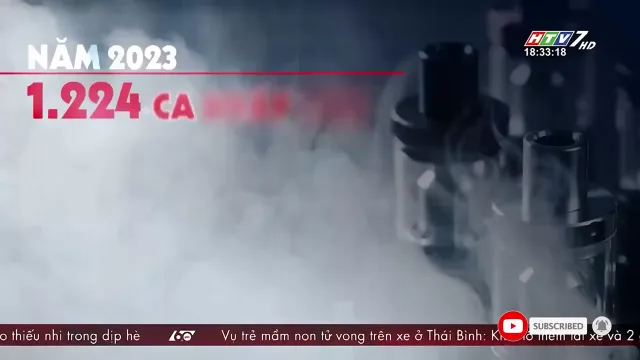 NĂM 2023
HTV7 HD
18:33:18
1.224 CA
SUBSCRIBED
o thiếu nhi trong dịp hè
Vụ trẻ mầm non tử vong trên xe ở Thái Bình: